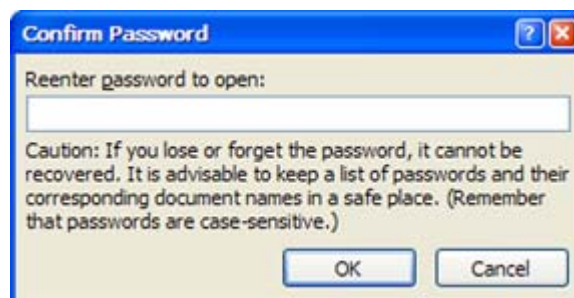 Confirm Password
?
Reenter password to open:
Caution: If you lose or forget the password, it cannot be
recovered. It is advisable to keep a list of passwords and their
corresponding document names in a safe place. (Remember
that passwords are case-sensitive.)
OK Cancel